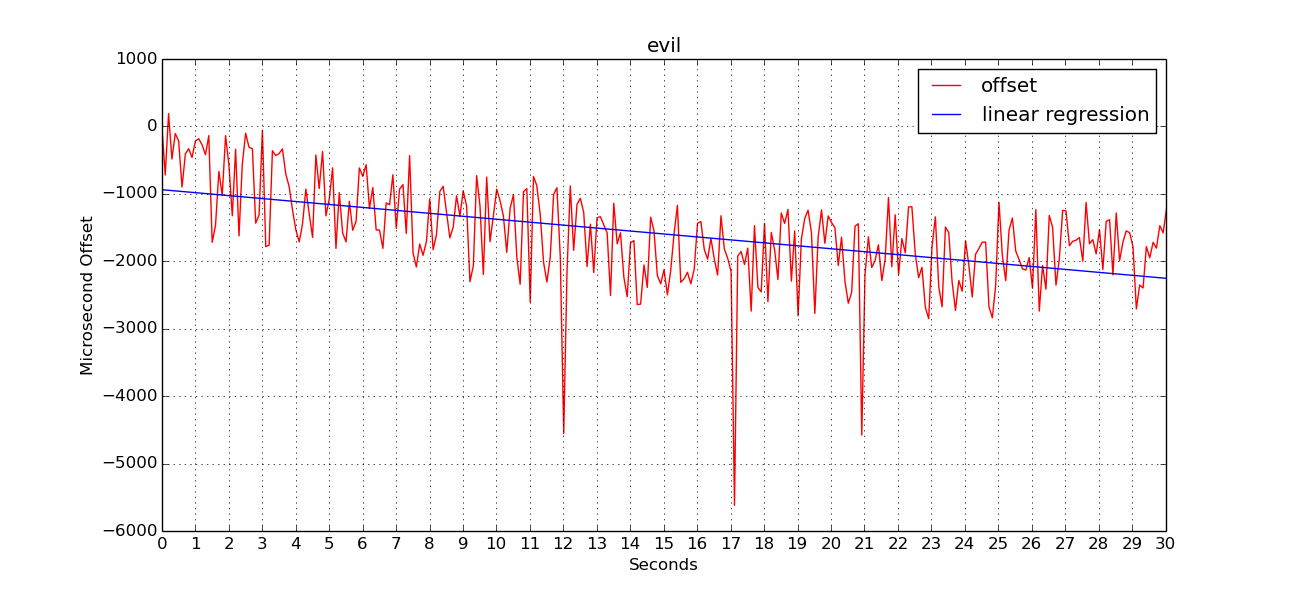 evil
offset
linear regression
Microsecond Offset
1000
0
−1000
−2000
−3000
−4000
−5000
−6000
0 1 2 3 4 5 6 7 8 9 10 11 12 13 14 15 16 17 18 19 20 21 22 23 24 25 26 27 28 29 30
Seconds